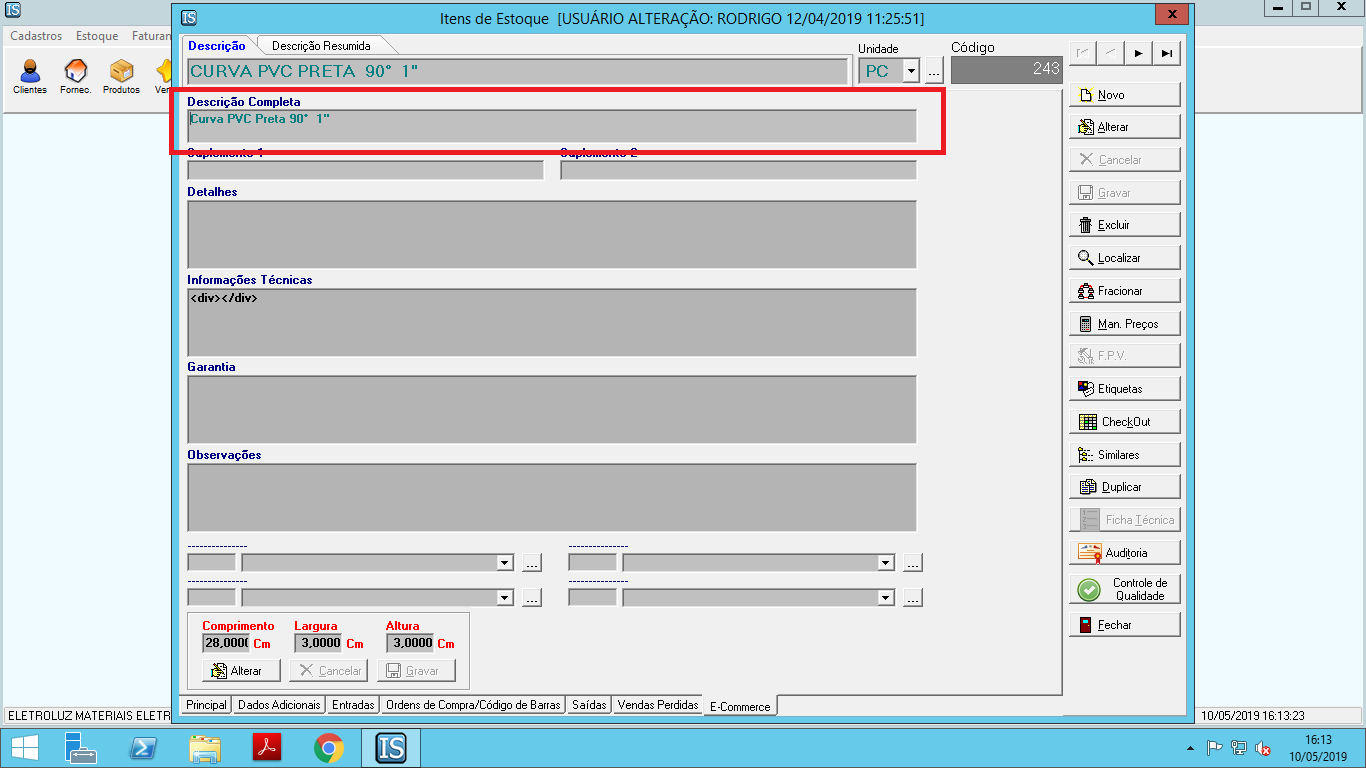 IS
Cadastros Estoque Faturan
Clientes Fornec. Produtos
IS Itens de Estoque [USUÁRIO ALTERAÇÃO: RODRIGO 12/04/2019 11:25:51]
Descrição Descrição Resumida
Unidade Código
CURVA PVC PRETA 90° 1" PC ... 243
Descrição Completa
Curva PVC Preta 90° 1"
Suplemento 1 Suplemento 2
Detalhes
Informações Técnicas
<div></div>
Garantia
Observações
--------------- ---------------
... ...
--------------- ---------------
... ...
Comprimento Largura Altura
28,0000 Cm 3,0000 Cm 3,0000 Cm
Alterar Cancelar Gravar
Principal Dados Adicionais Entradas Ordens de Compra/Código de Barras Saídas Vendas Perdidas E-Commerce
Novo
Alterar
Cancelar
Gravar
Excluir
Localizar
Fracionar
Man. Preços
F.P.V.
Etiquetas
CheckOut
Similares
Duplicar
Ficha Técnica
Auditoria
Controle de
Qualidade
Fechar
ELETROLUZ MATERIAIS ELETR 10/05/2019 16:13:23
IS
16:13
10/05/2019